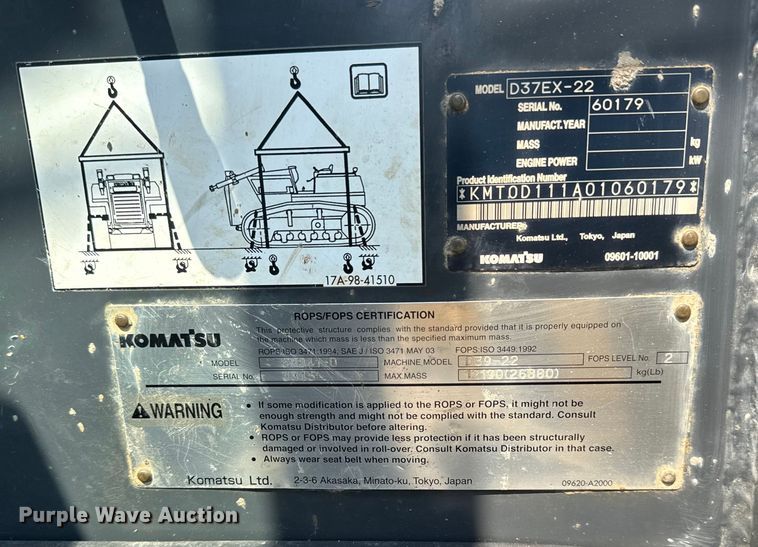 17A-98-41510
MODEL D37EX-22
SERIAL No. 60179
MANUFACT.YEAR
MASS kg
ENGINE POWER kW
Product Identification Number
*KMT0D111A01060179*
MANUFACTURER
Komatsu Ltd., Tokyo, Japan
KOMATSU 09601-10001
ROPS/FOPS CERTIFICATION
KOMATSU
This protective structure complies with the standard provided that it is properly equipped on
the machine which mass is less than the specified maximum mass.
ROPS:ISO 3471:1994, SAE J / ISO 3471 MAY 03 FOPS:ISO 3449:1992
MODEL MACHINE MODEL FOPS LEVEL No. 2
SERIAL No. MAX.MASS 12190(26880) kg(Lb)
WARNING
• If some modification is applied to the ROPS or FOPS, it might not be
enough strength and might not be complied with the standard. Consult
Komatsu Distributor before altering.
• ROPS or FOPS may provide less protection if it has been structurally
damaged or involved in roll-over. Consult Komatsu Distributor in that case.
• Always wear seat belt when moving.
Komatsu Ltd. 2-3-6 Akasaka, Minato-ku, Tokyo, Japan 09620-A2000
Purple Wave Auction